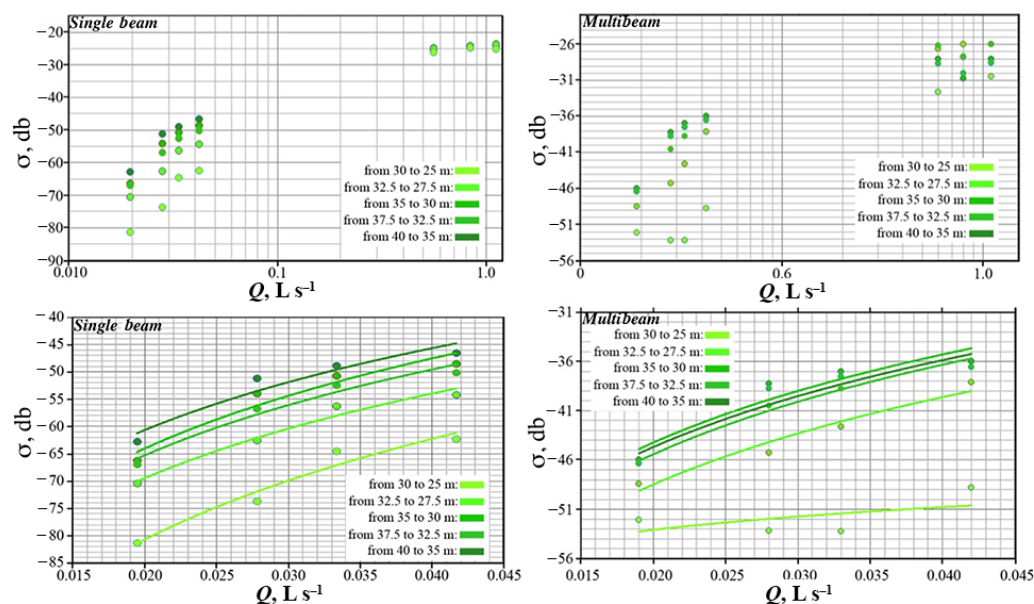 Single beam
−20
−30
−40
−50
−60
−70
−80
−90
σ, db
from 30 to 25 m:
from 32.5 to 27.5 m:
from 35 to 30 m:
from 37.5 to 32.5 m:
from 40 to 35 m:
0.010
0.1
1.0
Q, L s⁻¹
Multibeam
−26
−31
−36
−46
−51
−56
σ, db
from 30 to 25 m:
from 32.5 to 27.5 m:
from 35 to 30 m:
from 37.5 to 32.5 m:
from 40 to 35 m:
0
0.6
1.0
Q, L s⁻¹
Single beam
−40
−45
−50
−55
−60
−65
−75
−80
−85
σ, db
from 30 to 25 m:
from 32.5 to 27.5 m:
from 35 to 30 m:
from 37.5 to 32.5 m:
from 40 to 35 m:
0.015
0.020
0.025
0.030
0.035
0.040
0.045
Q, L s⁻¹
Multibeam
−31
−36
−41
−46
−56
σ, db
from 30 to 25 m:
from 32.5 to 27.5 m:
from 35 to 30 m:
from 37.5 to 32.5 m:
from 40 to 35 m:
0.015
0.020
0.025
0.030
0.035
0.040
0.045
Q, L s⁻¹